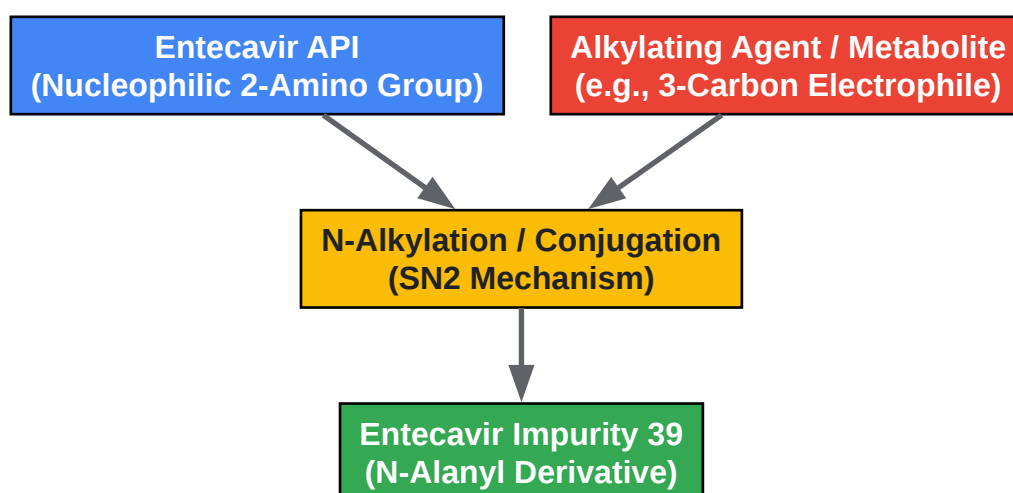 Entecavir API
(Nucleophilic 2-Amino Group)
Alkylating Agent / Metabolite
(e.g., 3-Carbon Electrophile)
N-Alkylation / Conjugation
(SN2 Mechanism)
Entecavir Impurity 39
(N-Alanyl Derivative)